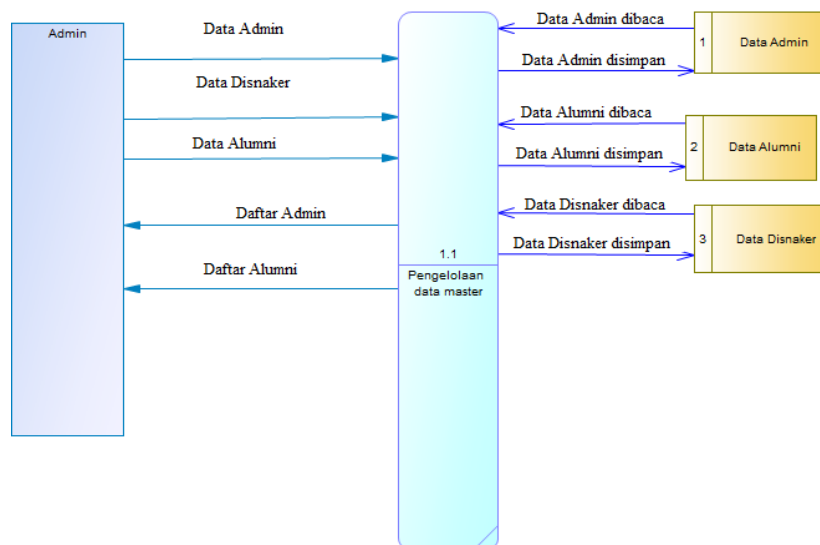 Admin
Data Admin
Data Disnaker
Data Alumni
Daftar Admin
Daftar Alumni
1.1
Pengelolaan
data master
Data Admin dibaca
Data Admin disimpan
Data Alumni dibaca
Data Alumni disimpan
Data Disnaker dibaca
Data Disnaker disimpan
1 Data Admin
2 Data Alumni
3 Data Disnaker